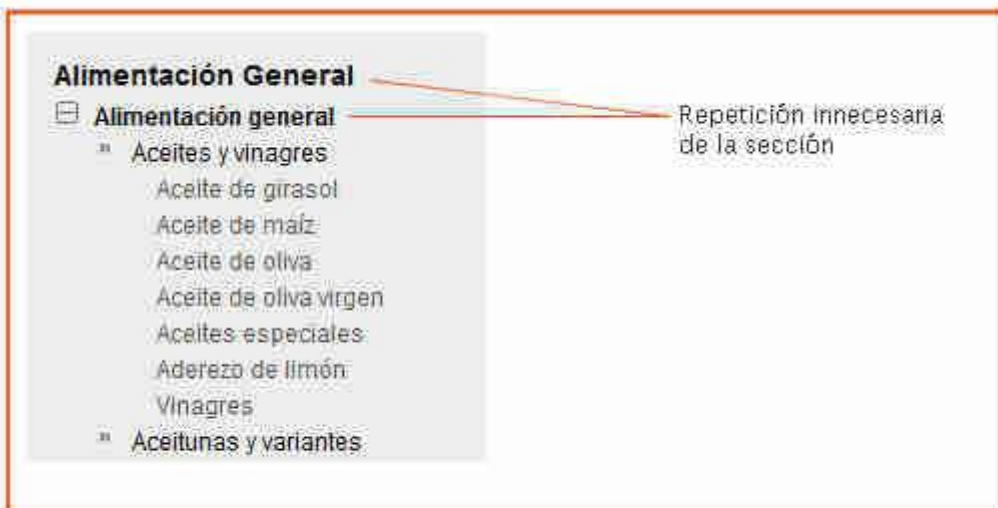 Alimentación General
Alimentación general
Repetición innecesaria
de la sección
» Aceites y vinagres
Aceite de girasol
Aceite de maíz
Aceite de oliva
Aceite de oliva virgen
Aceites especiales
Aderezo de limón
Vinagres
» Aceitunas y variantes